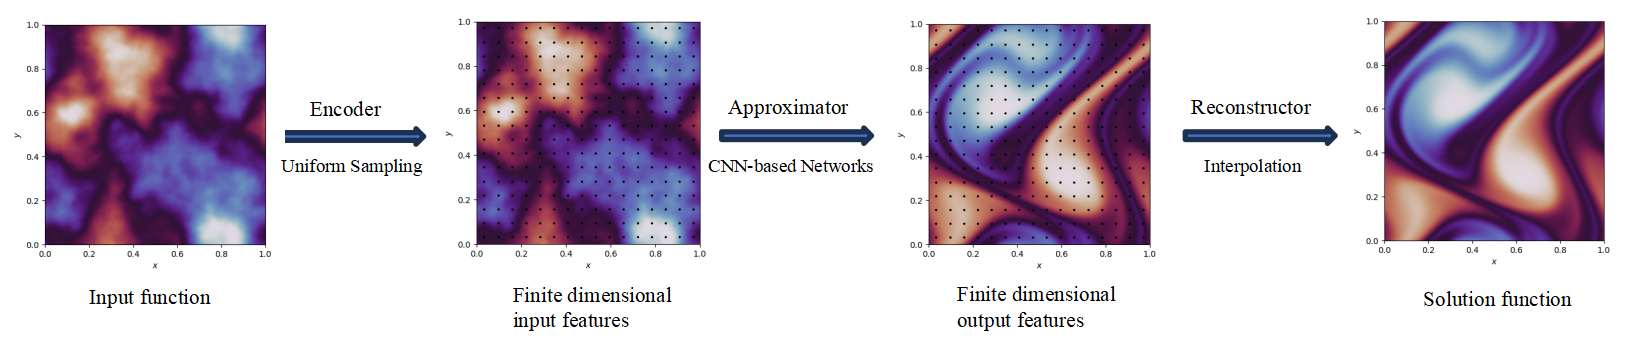 1.0
0.8
0.6
0.4
0.2
0.0
y
0.0 0.2 0.4 0.6 0.8 1.0
x
Input function
Encoder
Uniform Sampling
1.0
0.8
0.6
0.4
0.2
0.0
y
0.0 0.2 0.4 0.6 0.8 1.0
x
Finite dimensional
input features
Approximator
CNN-based Networks
1.0
0.8
0.6
0.4
0.2
0.0
y
0.0 0.2 0.4 0.6 0.8 1.0
x
Finite dimensional
output features
Reconstructor
Interpolation
1.0
0.8
0.6
0.4
0.2
0.0
y
0.0 0.2 0.4 0.6 0.8 1.0
x
Solution function